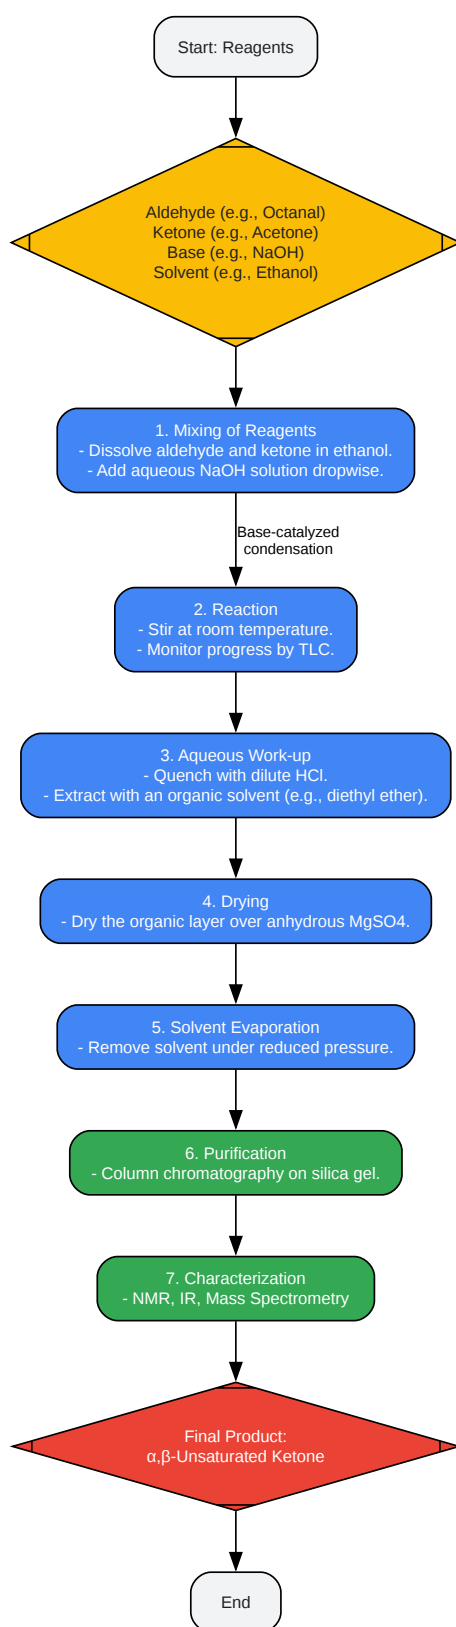 Start: Reagents
Aldehyde (e.g., Octanal)
Ketone (e.g., Acetone)
Base (e.g., NaOH)
Solvent (e.g., Ethanol)
1. Mixing of Reagents
- Dissolve aldehyde and ketone in ethanol.
- Add aqueous NaOH solution dropwise.
Base-catalyzed
condensation
2. Reaction
- Stir at room temperature.
- Monitor progress by TLC.
3. Aqueous Work-up
- Quench with dilute HCl.
- Extract with an organic solvent (e.g., diethyl ether).
4. Drying
- Dry the organic layer over anhydrous MgSO4.
5. Solvent Evaporation
- Remove solvent under reduced pressure.
6. Purification
- Column chromatography on silica gel.
7. Characterization
- NMR, IR, Mass Spectrometry
Final Product:
α,β-Unsaturated Ketone
End